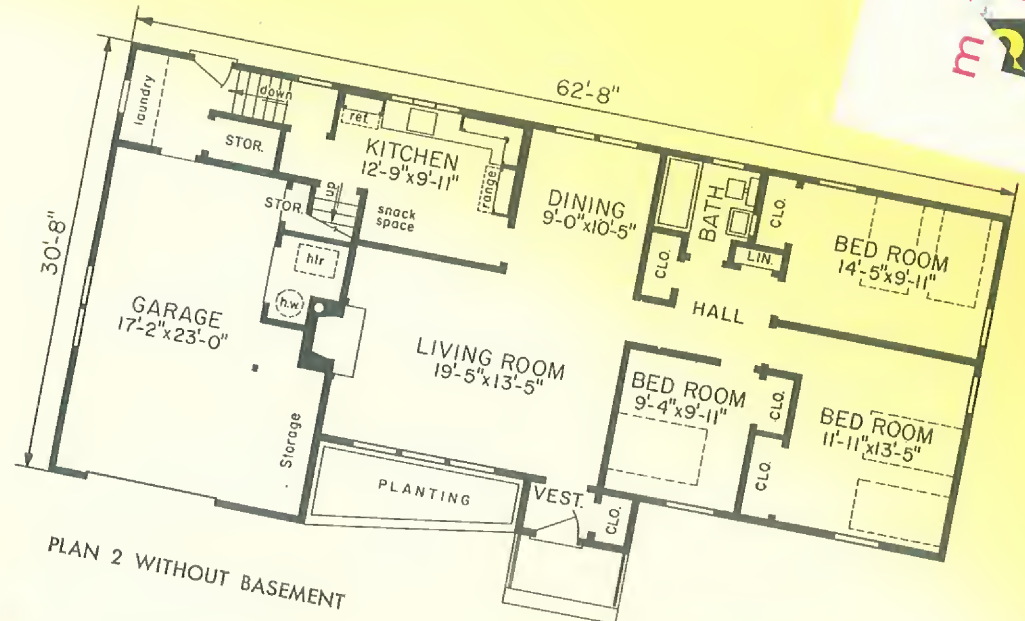 62'-8"
30'-8"
laundry
down
STOR.
ref.
KITCHEN
12'-9"x9'-11"
range
up
STOR.
snack
space
DINING
9'-0"x10'-5"
BATH
CLO.
LIN.
CLO.
BED ROOM
14'-5"x9'-11"
HALL
htr
h.w.
GARAGE
17'-2"x23'-0"
LIVING ROOM
19'-5"x13'-5"
BED ROOM
9'-4"x9'-11"
CLO.
BED ROOM
11'-11"x13'-5"
CLO.
Storage
PLANTING
VEST.
CLO.
PLAN 2 WITHOUT BASEMENT
m